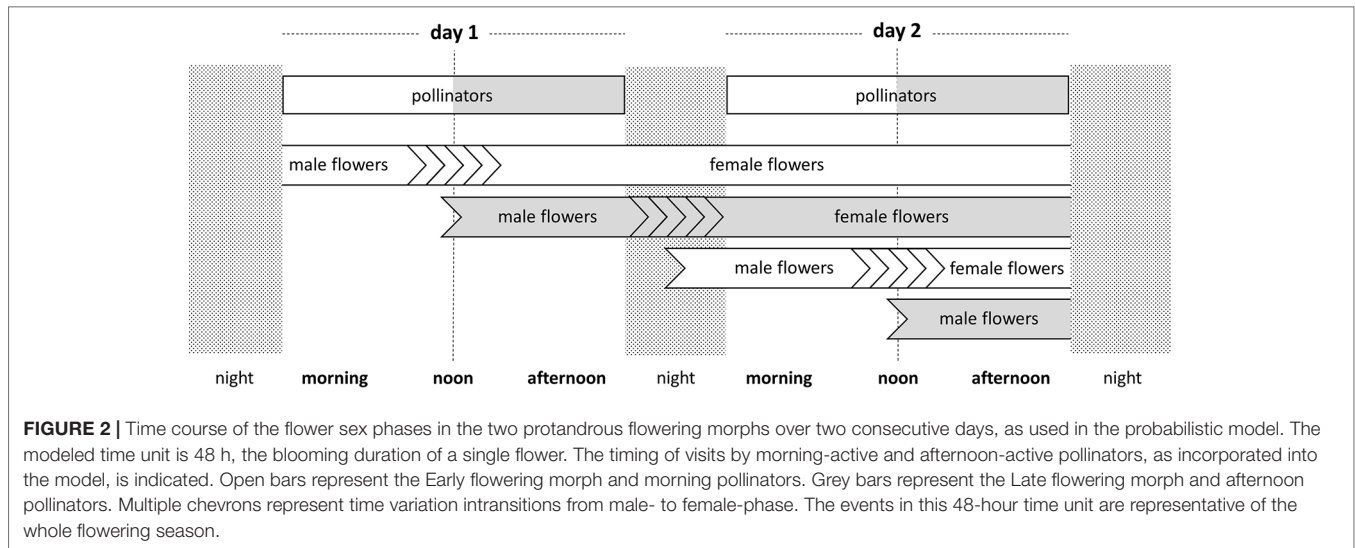 day 1 day 2
pollinators pollinators
male flowers female flowers
male flowers female flowers
male flowers female flowers
male flowers
night morning noon afternoon night morning noon afternoon night
FIGURE 2 | Time course of the flower sex phases in the two protandrous flowering morphs over two consecutive days, as used in the probabilistic model. The
modeled time unit is 48 h, the blooming duration of a single flower. The timing of visits by morning-active and afternoon-active pollinators, as incorporated into
the model, is indicated. Open bars represent the Early flowering morph and morning pollinators. Grey bars represent the Late flowering morph and afternoon
pollinators. Multiple chevrons represent time variation intransitions from male- to female-phase. The events in this 48-hour time unit are representative of the
whole flowering season.